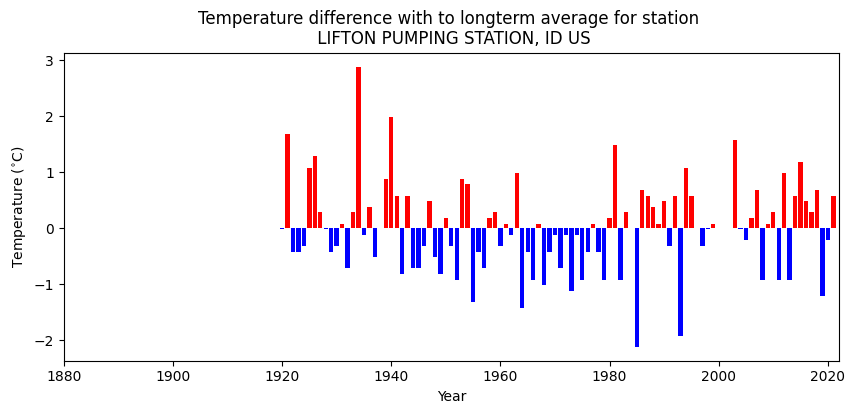 Temperature difference with to longterm average for station
LIFTON PUMPING STATION, ID US
3
2
1
0
−1
−2
Temperature (°C)
1880 1900 1920 1940 1960 1980 2000 2020
Year